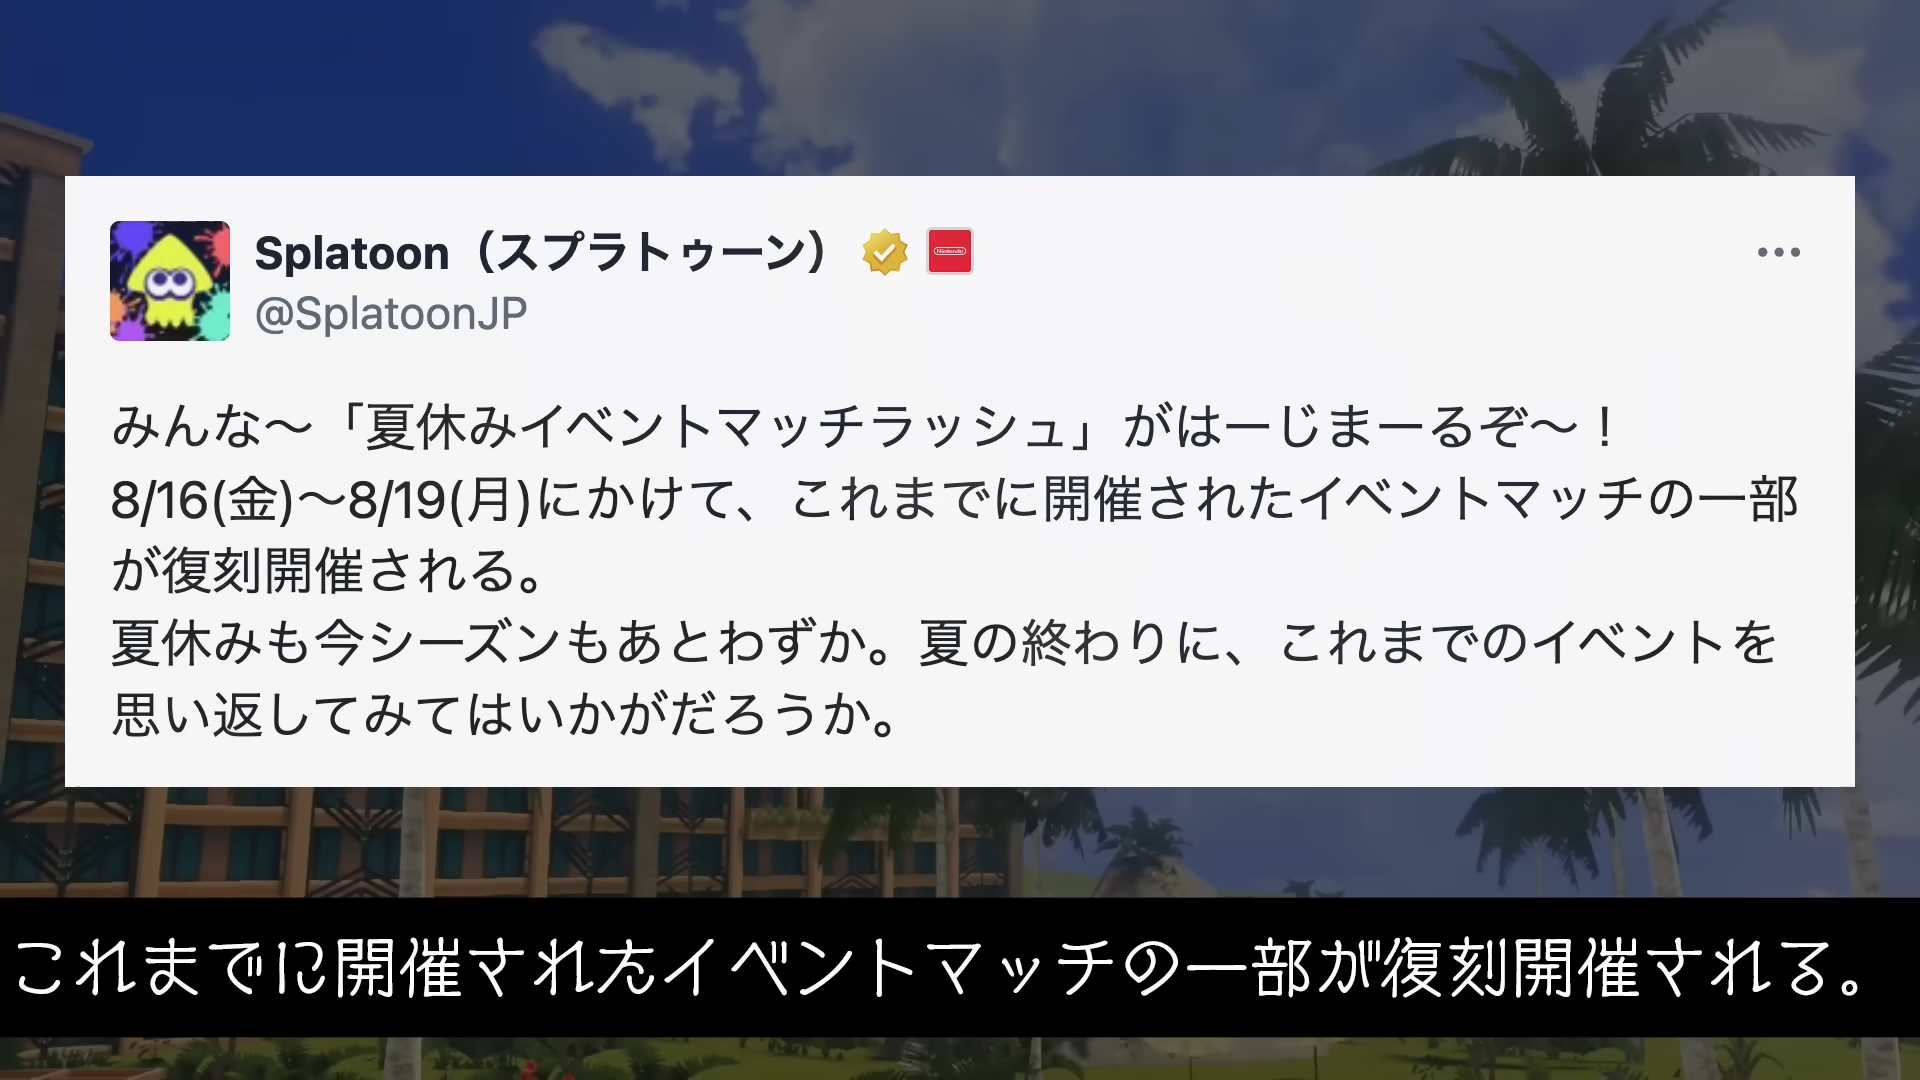 Splatoon（スプラトゥーン）
Nintendo
@SplatoonJP
みんな～「夏休みイベントマッチラッシュ」がはーじまーるぞ～！
8/16(金)～8/19(月)にかけて、これまでに開催されたイベントマッチの一部
が復刻開催される。
夏休みも今シーズンもあとわずか。夏の終わりに、これまでのイベントを
思い返してみてはいかがだろうか。
これまでに開催されたイベントマッチの一部が復刻開催される。